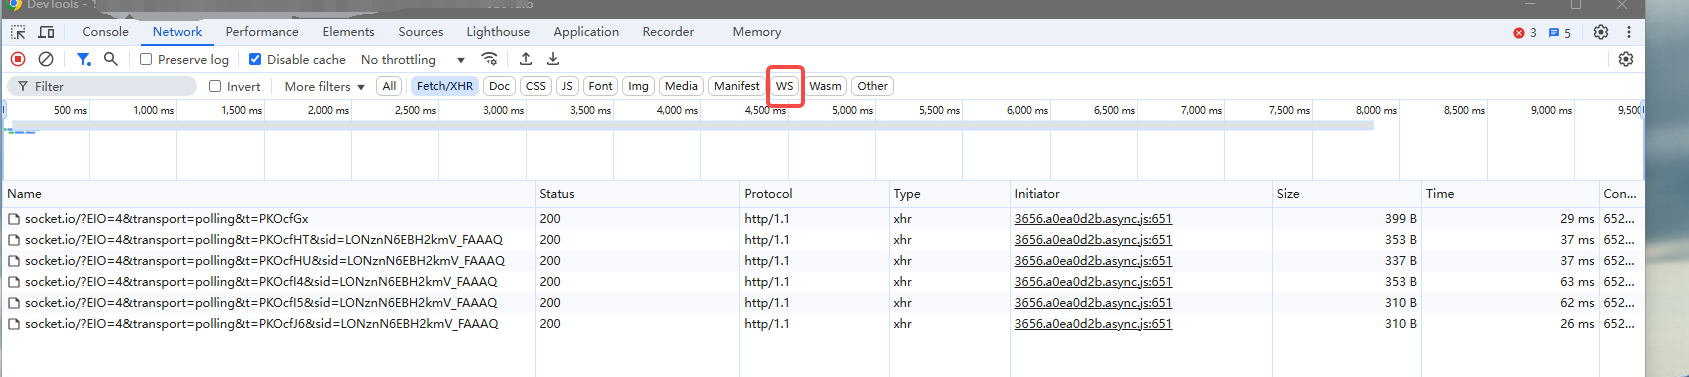 DevTools -
Console Network Performance Elements Sources Lighthouse Application Recorder Memory 3 5
Preserve log Disable cache No throttling
Filter Invert More filters All Fetch/XHR Doc CSS JS Font Img Media Manifest WS Wasm Other
500 ms 1,000 ms 1,500 ms 2,000 ms 2,500 ms 3,000 ms 3,500 ms 4,000 ms 4,500 ms 5,000 ms 5,500 ms 6,000 ms 6,500 ms 7,000 ms 7,500 ms 8,000 ms 8,500 ms 9,000 ms 9,500
Name Status Protocol Type Initiator Size Time Con...
socket.io/?EIO=4&transport=polling&t=PKOcfGx 200 http/1.1 xhr 3656.a0ea0d2b.async.js:651 399 B 29 ms 652...
socket.io/?EIO=4&transport=polling&t=PKOcfHT&sid=LONznN6EBH2kmV_FAAAQ 200 http/1.1 xhr 3656.a0ea0d2b.async.js:651 353 B 37 ms 652...
socket.io/?EIO=4&transport=polling&t=PKOcfHU&sid=LONznN6EBH2kmV_FAAAQ 200 http/1.1 xhr 3656.a0ea0d2b.async.js:651 337 B 37 ms 652...
socket.io/?EIO=4&transport=polling&t=PKOcfI4&sid=LONznN6EBH2kmV_FAAAQ 200 http/1.1 xhr 3656.a0ea0d2b.async.js:651 353 B 63 ms 652...
socket.io/?EIO=4&transport=polling&t=PKOcfI5&sid=LONznN6EBH2kmV_FAAAQ 200 http/1.1 xhr 3656.a0ea0d2b.async.js:651 310 B 62 ms 652...
socket.io/?EIO=4&transport=polling&t=PKOcfJ6&sid=LONznN6EBH2kmV_FAAAQ 200 http/1.1 xhr 3656.a0ea0d2b.async.js:651 310 B 26 ms 652...